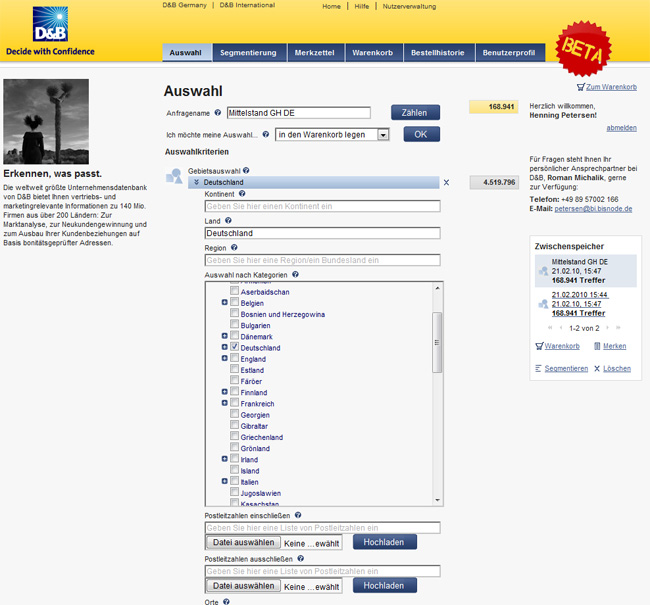 D&B Germany | D&B International
Home | Hilfe | Nutzerverwaltung
D&B
Decide with Confidence
Auswahl
Segmentierung
Merkzettel
Warenkorb
Bestellhistorie
Benutzerprofil
BETA
Erkennen, was passt.
Die weltweit größte Unternehmensdatenbank
von D&B bietet Ihnen vertriebs- und
marketingrelevante Informationen zu 140 Mio.
Firmen aus über 200 Ländern: Zur
Marktanalyse, zur Neukundengewinnung und
zum Ausbau Ihrer Kundenbeziehungen auf
Basis bonitätsgeprüfter Adressen.
Auswahl
Anfragename ? Mittelstand GH DE Zählen
Ich möchte meine Auswahl... ? in den Warenkorb legen OK
Auswahlkriterien
Gebietsauswahl ?
Deutschland X
Kontinent ?
Geben Sie hier einen Kontinent ein
Land ?
Deutschland
Region ?
Geben Sie hier eine Region/ein Bundesland ein
Auswahl nach Kategorien ?
Armenien
Aserbaidschan
Belgien
Bosnien und Herzegowina
Bulgarien
Dänemark
Deutschland
England
Estland
Färöer
Finnland
Frankreich
Georgien
Gibraltar
Griechenland
Grönland
Irland
Island
Italien
Jugoslawien
Kasachstan
Postleitzahlen einschließen ?
Geben Sie hier eine Liste von Postleitzahlen ein
Datei auswählen Keine ...ewählt Hochladen
Postleitzahlen ausschließen ?
Geben Sie hier eine Liste von Postleitzahlen ein
Datei auswählen Keine ...ewählt Hochladen
Orte ?
168.941
4.519.796
Zum Warenkorb
Herzlich willkommen,
Henning Petersen!
abmelden
Für Fragen steht Ihnen Ihr
persönlicher Ansprechpartner bei
D&B, Roman Michalik, gerne
zur Verfügung:
Telefon: +49 89 57002 166
E-Mail: petersen@bi.bisnode.de
Zwischenspeicher
Mittelstand GH DE
21.02.10, 15:47
168.941 Treffer
21.02.2010 15:44
21.02.10, 15:47
168.941 Treffer
1-2 von 2
Warenkorb Merken
Segmentieren Löschen